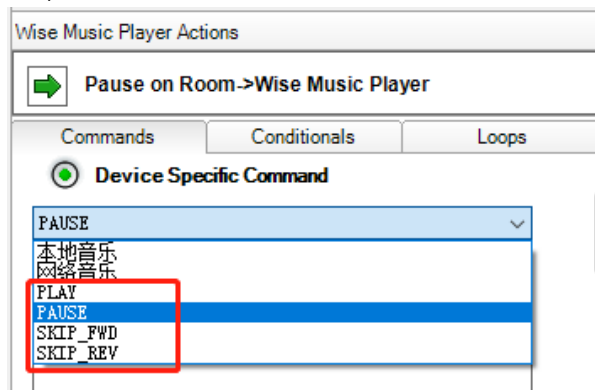 Wise Music Player Actions
Pause on Room->Wise Music Player
Commands Conditionals Loops
Device Specific Command
PAUSE
本地音乐
网络音乐
PLAY
PAUSE
SKIP_FWD
SKIP_REV